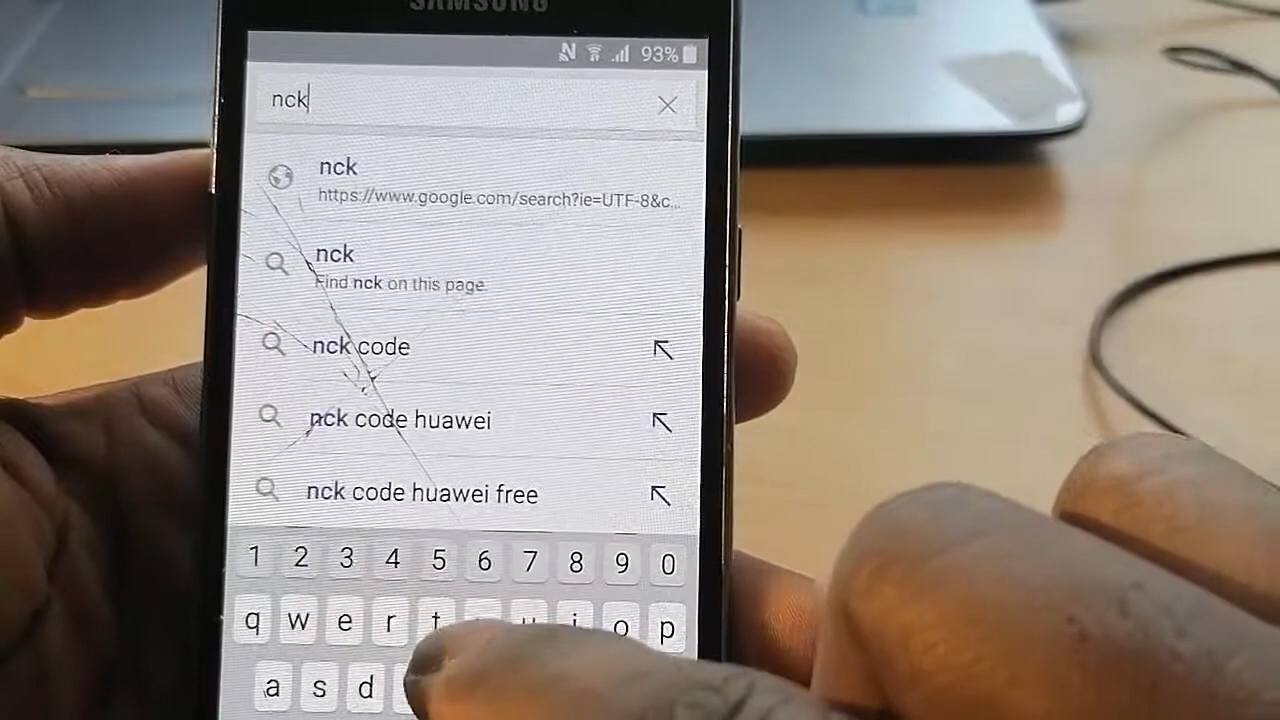 SAMSUNG
93%
nck
nck
https://www.google.com/search?ie=UTF-8&c...
nck
Find nck on this page.
nck code
nck code huawei
nck code huawei free
1 2 3 4 5 6 7 8 9 0
q w e r t u i o p
a s d